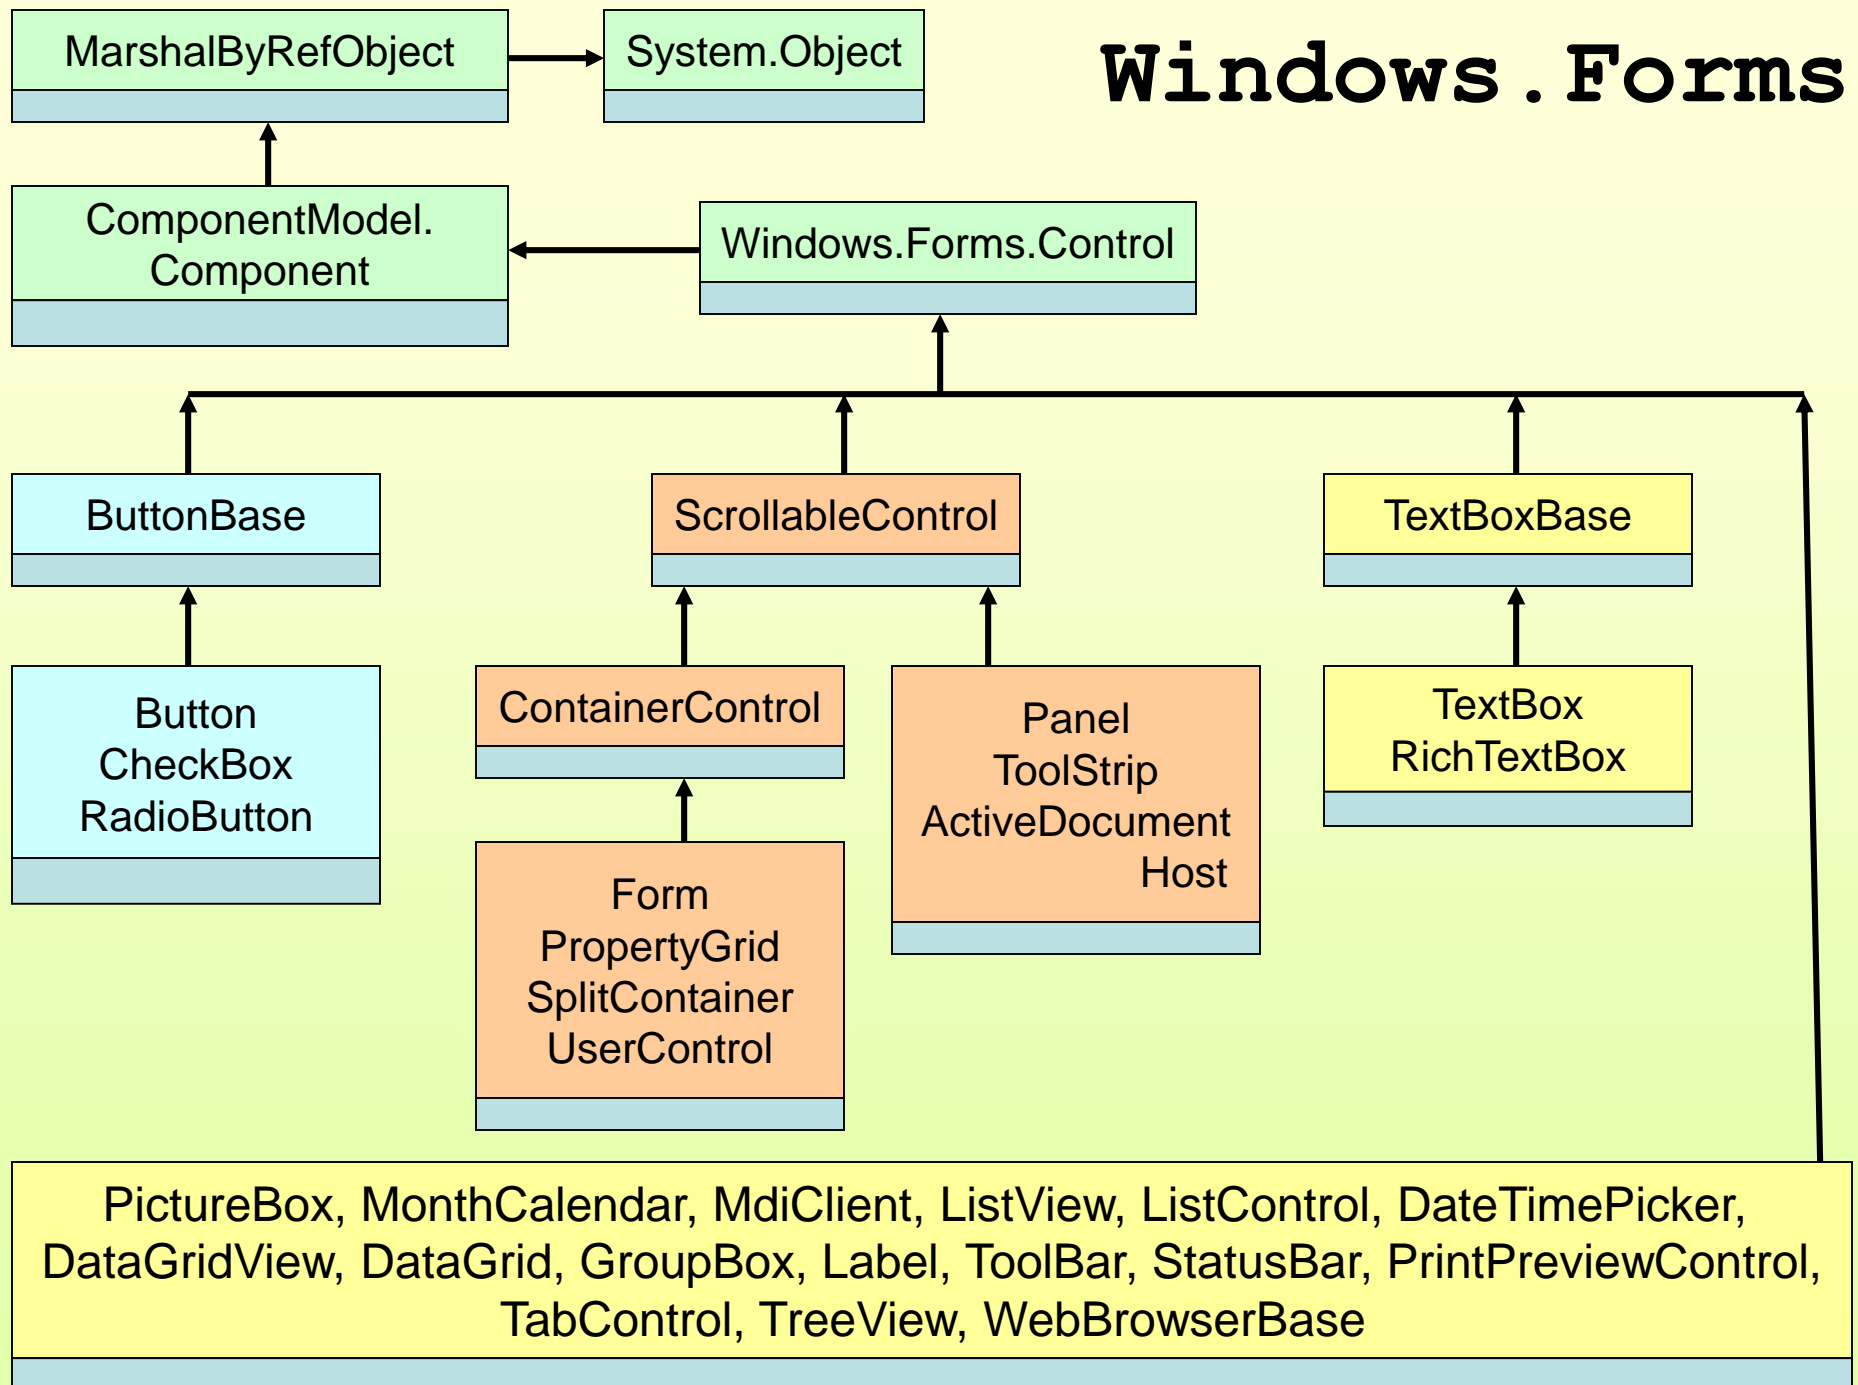 MarshalByRefObject
System.Object
Windows.Forms
ComponentModel.
Component
Windows.Forms.Control
ButtonBase
ScrollableControl
TextBoxBase
Button
CheckBox
RadioButton
ContainerControl
Panel
ToolStrip
ActiveDocument
Host
TextBox
RichTextBox
Form
PropertyGrid
SplitContainer
UserControl
PictureBox, MonthCalendar, MdiClient, ListView, ListControl, DateTimePicker,
DataGridView, DataGrid, GroupBox, Label, ToolBar, StatusBar, PrintPreviewControl,
TabControl, TreeView, WebBrowserBase